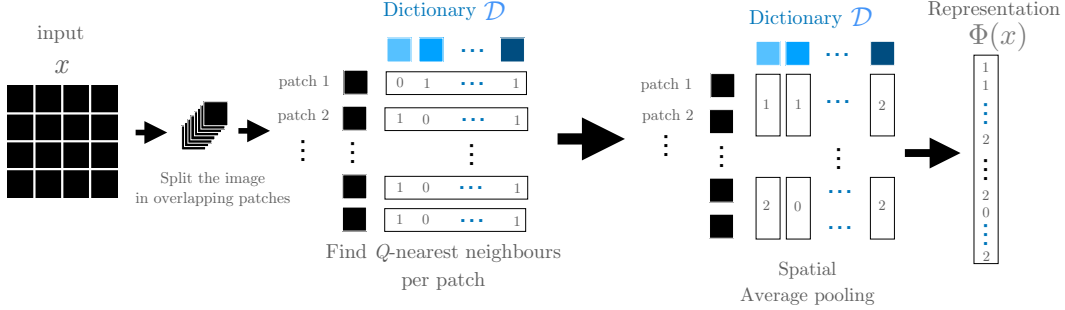 input
x
Split the image
in overlapping patches
Dictionary 𝒟
patch 1
0 1 ··· 1
patch 2
1 0 ··· 1
1 0 ··· 1
1 0 ··· 1
Find Q-nearest neighbours
per patch
Dictionary 𝒟
patch 1
patch 2
1 1 ··· 2
2 0 ··· 2
Spatial
Average pooling
Representation
Φ(x)
1
1
2
2
0
2